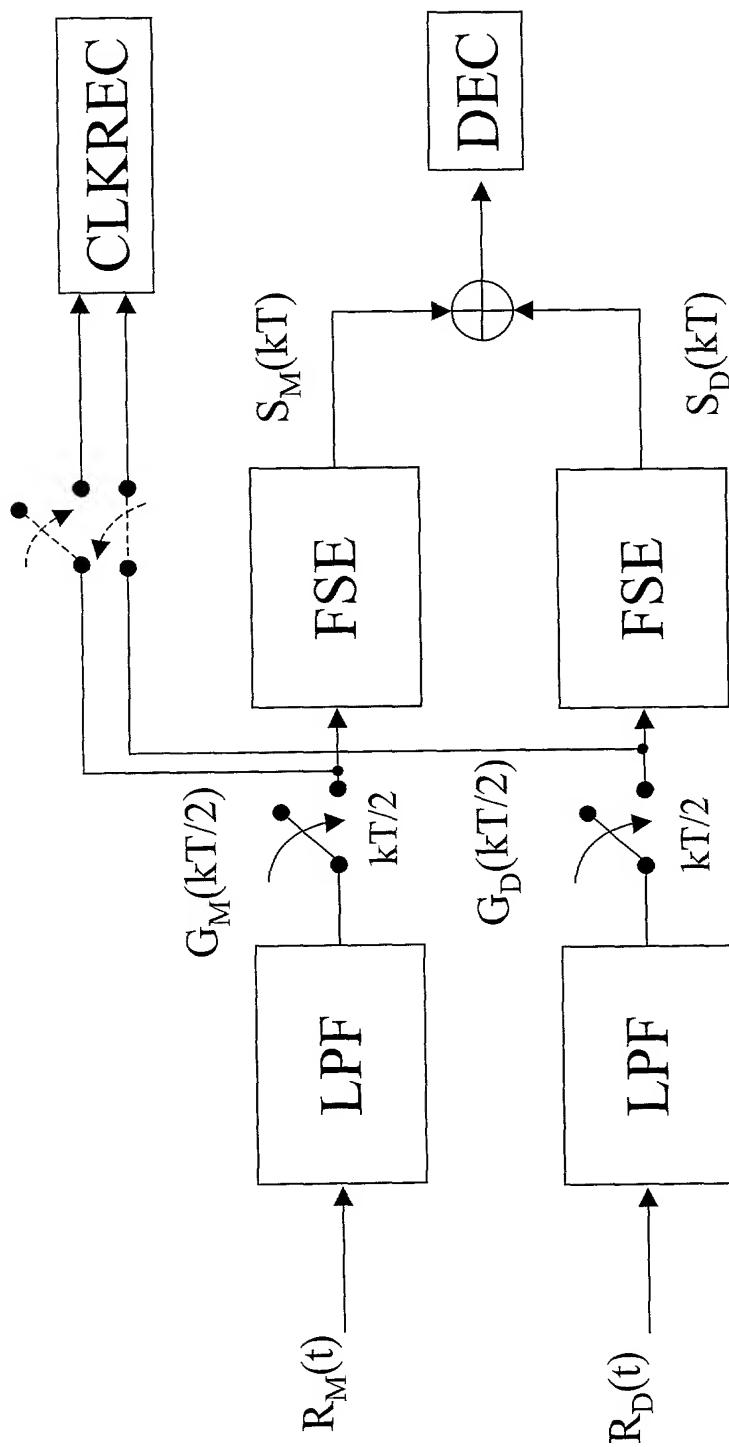 CLKREC
DEC
S_M(kT)
S_D(kT)
FSE
FSE
G_M(kT/2)
kT/2
G_D(kT/2)
kT/2
LPF
LPF
R_M(t)
R_D(t)